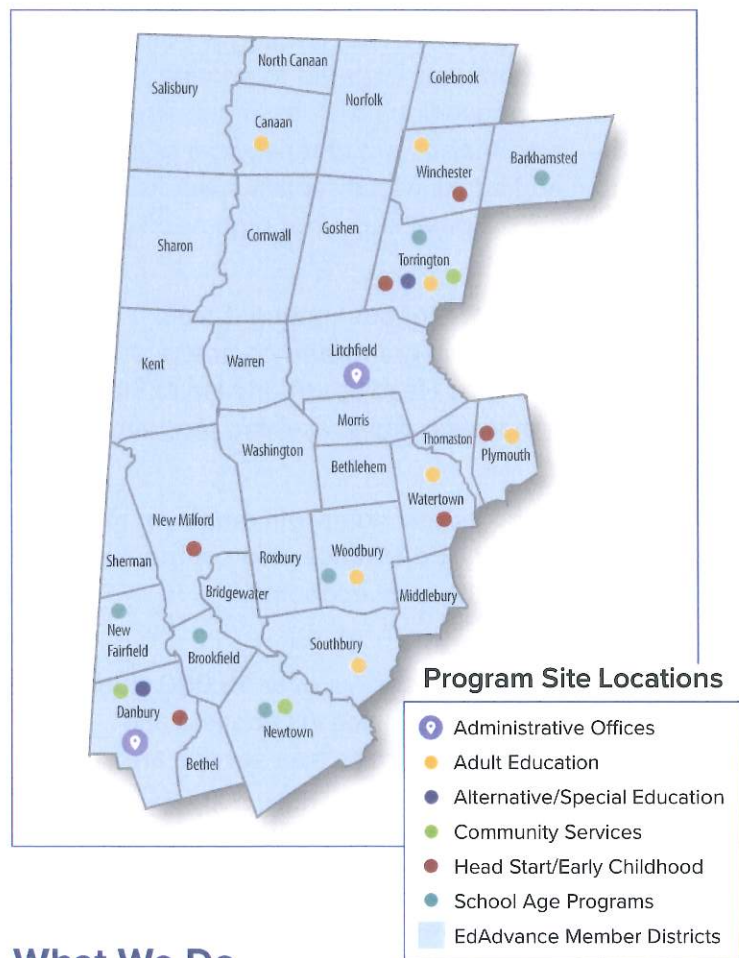 North Canaan
Colebrook
Salisbury
Norfolk
Canaan
Winchester
Barkhamsted
Sharon
Cornwall
Goshen
Torrington
Litchfield
Kent
Warren
Morris
Washington
Thomaston
Plymouth
Bethlehem
Watertown
New Milford
Roxbury
Woodbury
Sherman
Bridgewater
Middlebury
New
Fairfield
Brookfield
Southbury
Danbury
Newtown
Bethel
Program Site Locations
Administrative Offices
Adult Education
Alternative/Special Education
Community Services
Head Start/Early Childhood
School Age Programs
EdAdvance Member Districts
What We Do